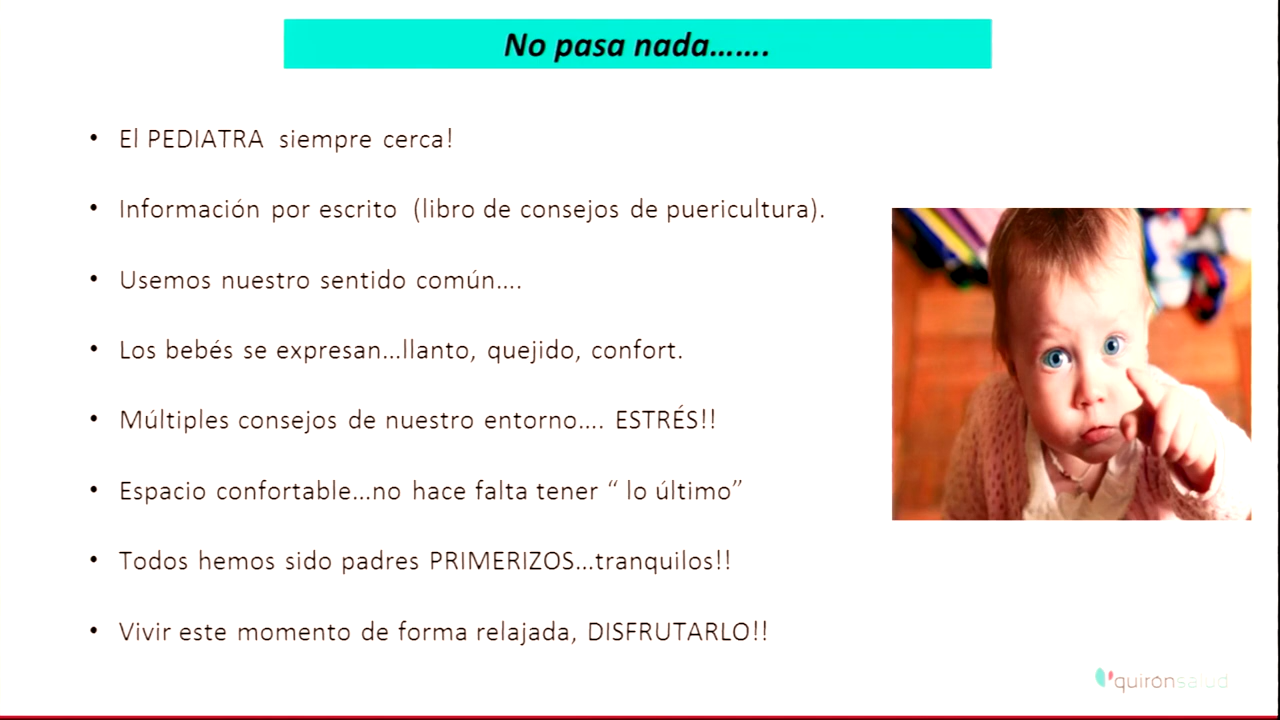 No pasa nada.......
• El PEDIATRA siempre cerca!
• Información por escrito (libro de consejos de puericultura).
• Usemos nuestro sentido común....
• Los bebés se expresan...llanto, quejido, confort.
• Múltiples consejos de nuestro entorno.... ESTRÉS!!
• Espacio confortable...no hace falta tener “ lo último”
• Todos hemos sido padres PRIMERIZOS...tranquilos!!
• Vivir este momento de forma relajada, DISFRUTARLO!!
quirónsalud